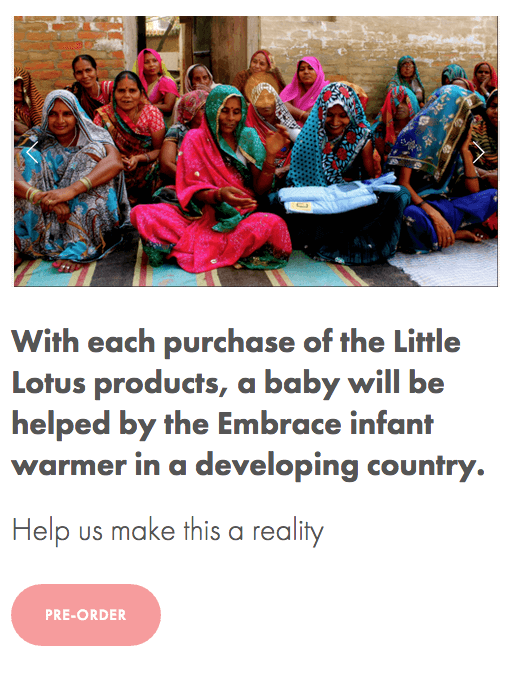 With each purchase of the Little
Lotus products, a baby will be
helped by the Embrace infant
warmer in a developing country.
Help us make this a reality
PRE-ORDER